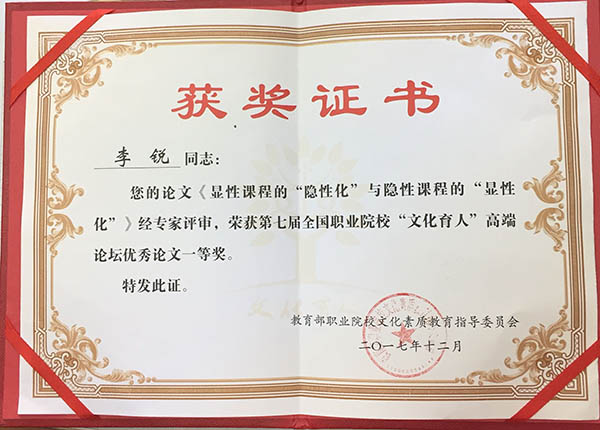 获奖证书
李锐 同志：
您的论文《显性课程的“隐性化”与隐性课程的“显性
化”》经专家评审，荣获第七届全国职业院校“文化育人”高端
论坛优秀论文一等奖。
特发此证。
教育部职业院校文化素质教育指导委员会
二〇一七年十二月